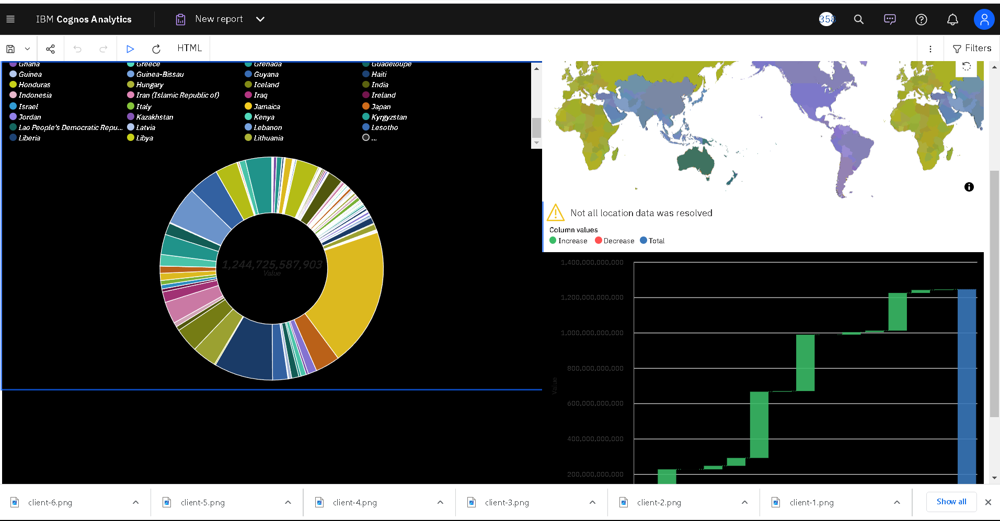 IBM Cognos Analytics
New report
358
HTML
Filters
Ghana Greece Grenada Guadeloupe
Guinea Guinea-Bissau Guyana Haiti
Honduras Hungary Iceland India
Indonesia Iran (Islamic Republic of) Iraq Ireland
Israel Italy Jamaica Japan
Jordan Kazakhstan Kenya Kyrgyzstan
Lao People's Democratic Repu... Latvia Lebanon Lesotho
Liberia Libya Lithuania ...
1,244,725,587,903
Value
Not all location data was resolved
Column values
Increase Decrease Total
1,400,000,000,000
1,200,000,000,000
1,000,000,000,000
800,000,000,000
600,000,000,000
400,000,000,000
200,000,000,000
Value
client-6.png
client-5.png
client-4.png
client-3.png
client-2.png
client-1.png
Show all